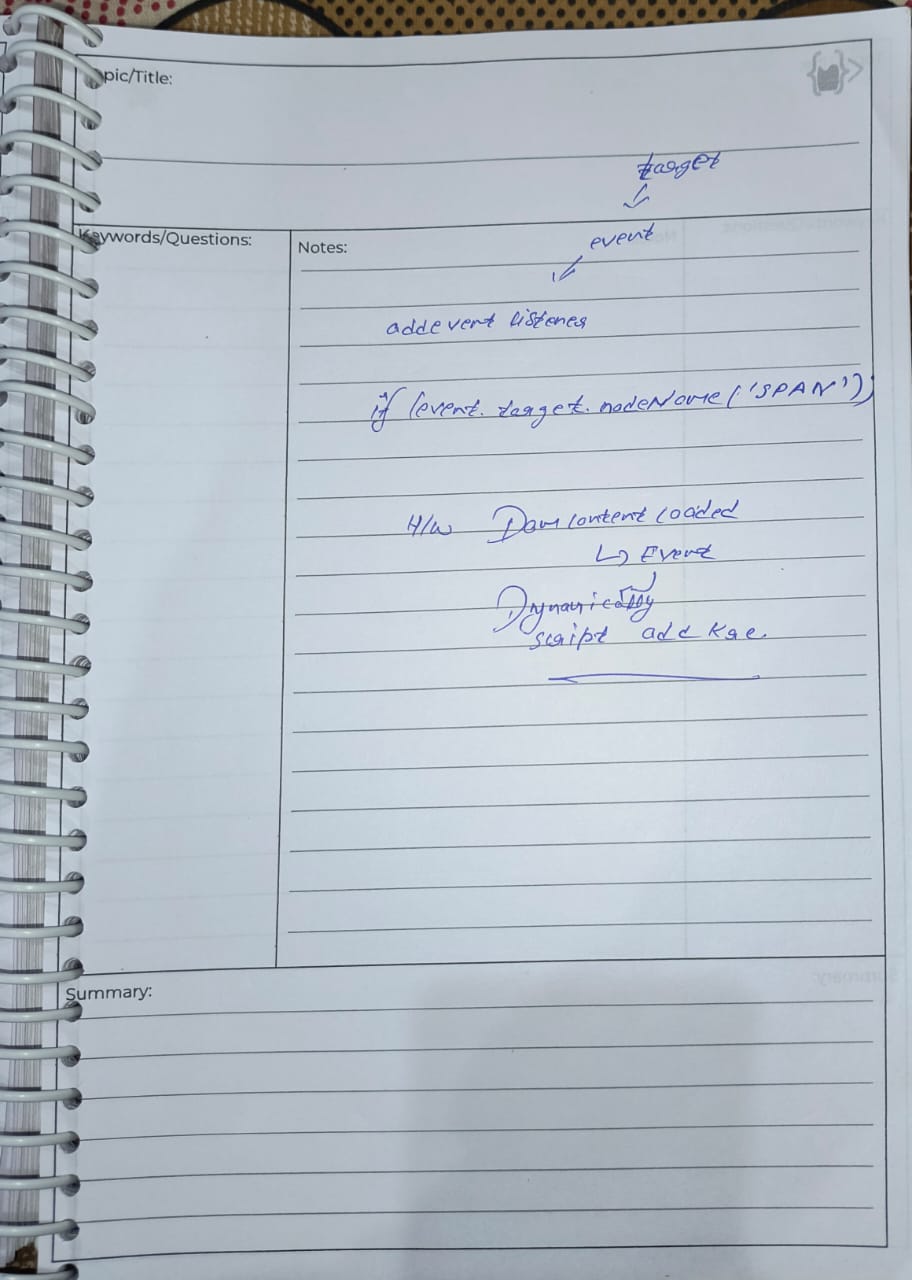 Topic/Title:
target
Keywords/Questions:
Notes:
event
addevent listener
if (event. target. nodeName ('SPAN'))
H/w Dom Content Loaded
↳ Event
Dynamically
script add kre.
Summary: